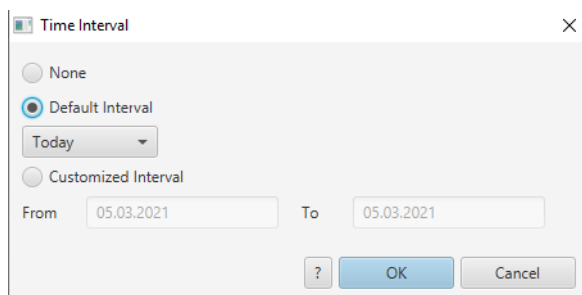 Time Interval
None
Default Interval
Today
Customized Interval
From 05.03.2021 To 05.03.2021
? OK Cancel